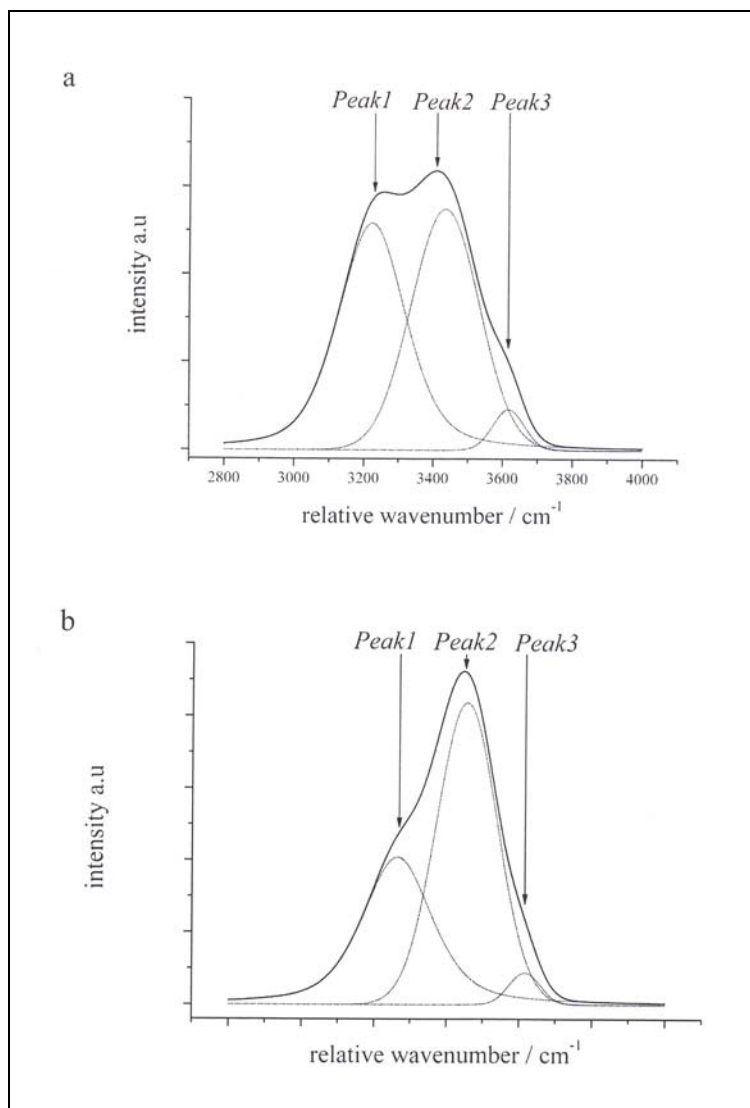 a
Peak1 Peak2 Peak3
intensity a.u
2800 3000 3200 3400 3600 3800 4000
relative wavenumber / cm⁻¹
b
Peak1 Peak2 Peak3
intensity a.u
relative wavenumber / cm⁻¹